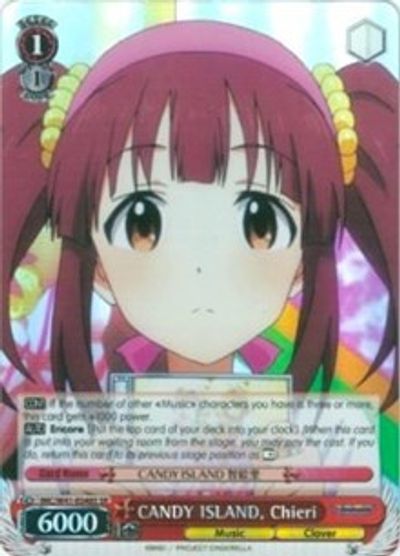 1
1
CONT If the number of other «Music» characters you have is three or more,
this card gets +1000 power.
AUTO Encore [Put the top card of your deck into your clock] (When this card
is put into your waiting room from the stage, you may pay the cost. If you
do, return this card to its previous stage position as
Card Name CANDY ISLAND 智絵里
6000 CANDY ISLAND, Chieri
Music Clover
PROJECT CINDERELLA